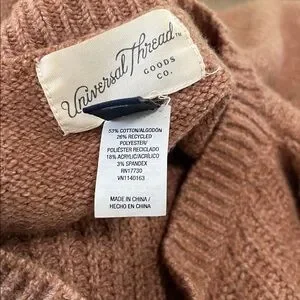 Universal Thread™
GOODS
CO.
53% COTTON/ALGODÓN
26% RECYCLED
POLYESTER/
POLIÉSTER RECICLADO
18% ACRYLIC/ACRÍLICO
3% SPANDEX
RN17730
VN1140163
MADE IN CHINA /
HECHO EN CHINA